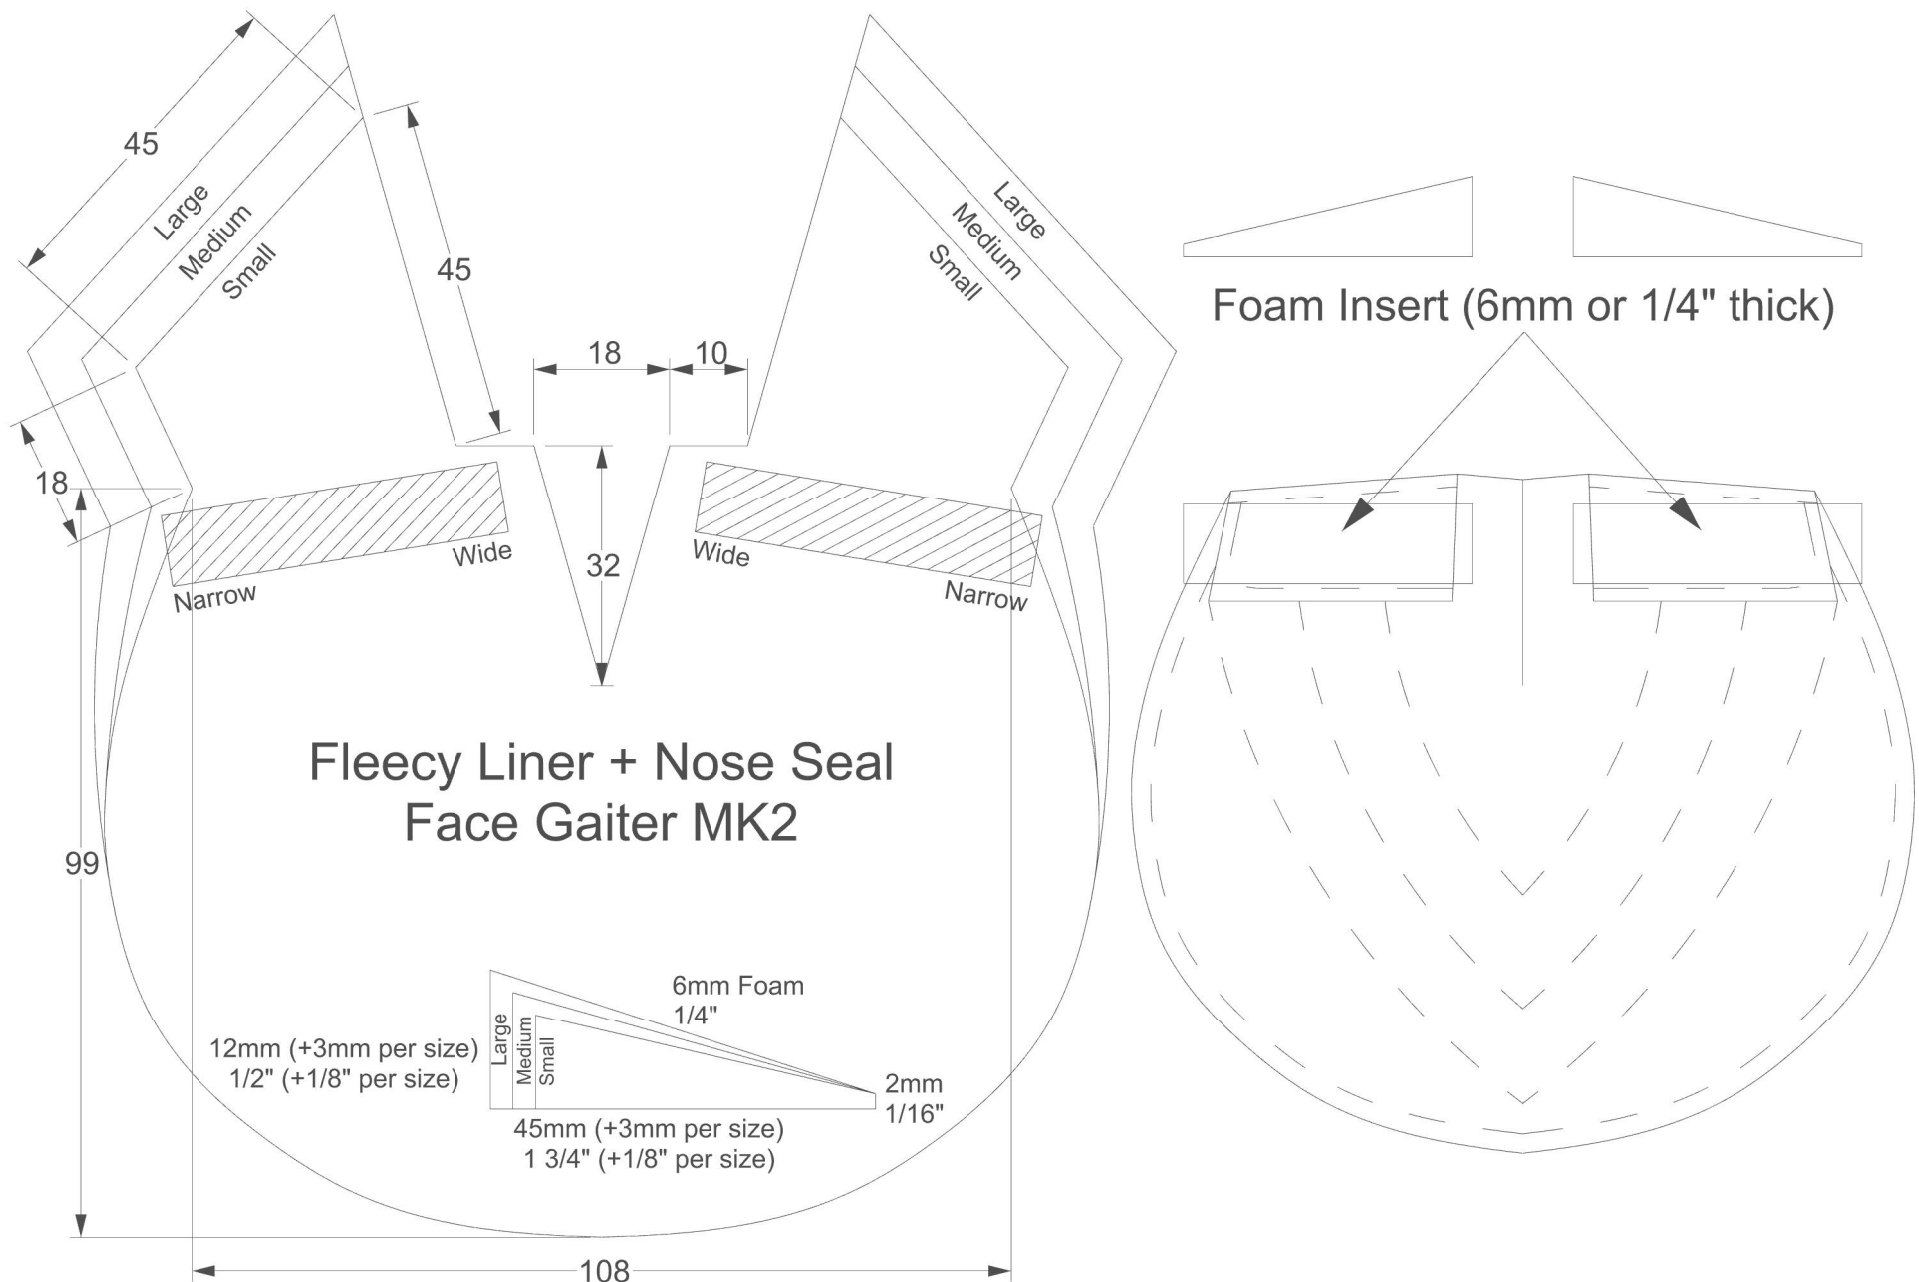 45
Large
Medium
Small
45
18
10
Large
Medium
Small
Foam Insert (6mm or 1/4" thick)
18
32
Wide
Narrow
Wide
Narrow
Fleecy Liner + Nose Seal
Face Gaiter MK2
99
6mm Foam
1/4"
Large
Medium
Small
12mm (+3mm per size)
1/2" (+1/8" per size)
2mm
1/16"
45mm (+3mm per size)
1 3/4" (+1/8" per size)
108